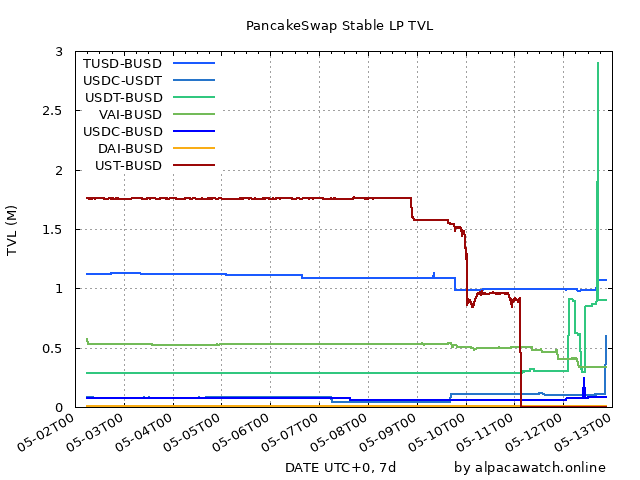 PancakeSwap Stable LP TVL
TVL (M)
3
2.5
2
1.5
1
0.5
0
TUSD-BUSD
USDC-USDT
USDT-BUSD
VAI-BUSD
USDC-BUSD
DAI-BUSD
UST-BUSD
05-02T00
05-03T00
05-04T00
05-05T00
05-06T00
05-07T00
05-08T00
05-09T00
05-10T00
05-11T00
05-12T00
05-13T00
DATE UTC+0, 7d
by alpacawatch.online